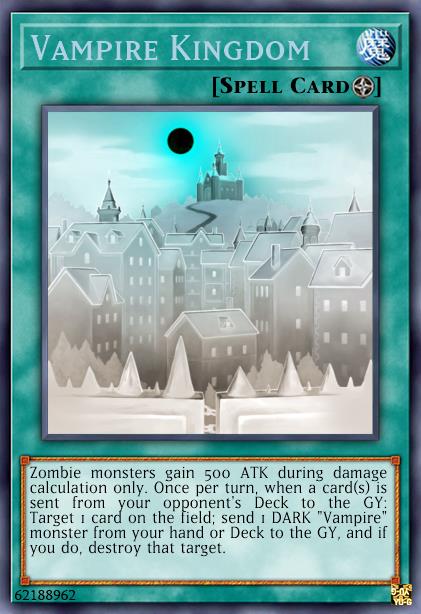 VAMPIRE KINGDOM
[SPELL CARD]
Zombie monsters gain 500 ATK during damage
calculation only. Once per turn, when a card(s) is
sent from your opponent's Deck to the GY:
Target 1 card on the field; send 1 DARK "Vampire"
monster from your hand or Deck to the GY, and if
you do, destroy that target.
62188962